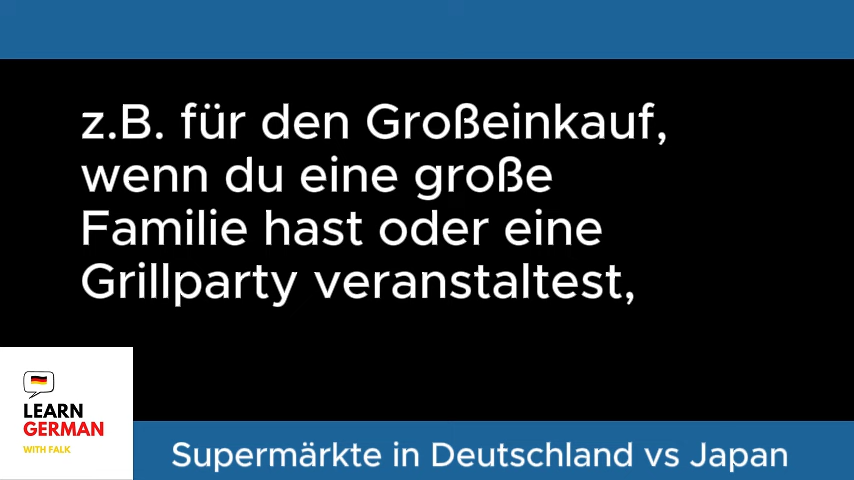 z.B. für den Großeinkauf,
wenn du eine große
Familie hast oder eine
Grillparty veranstaltest,
LEARN
GERMAN
WITH FALK
Supermärkte in Deutschland vs Japan